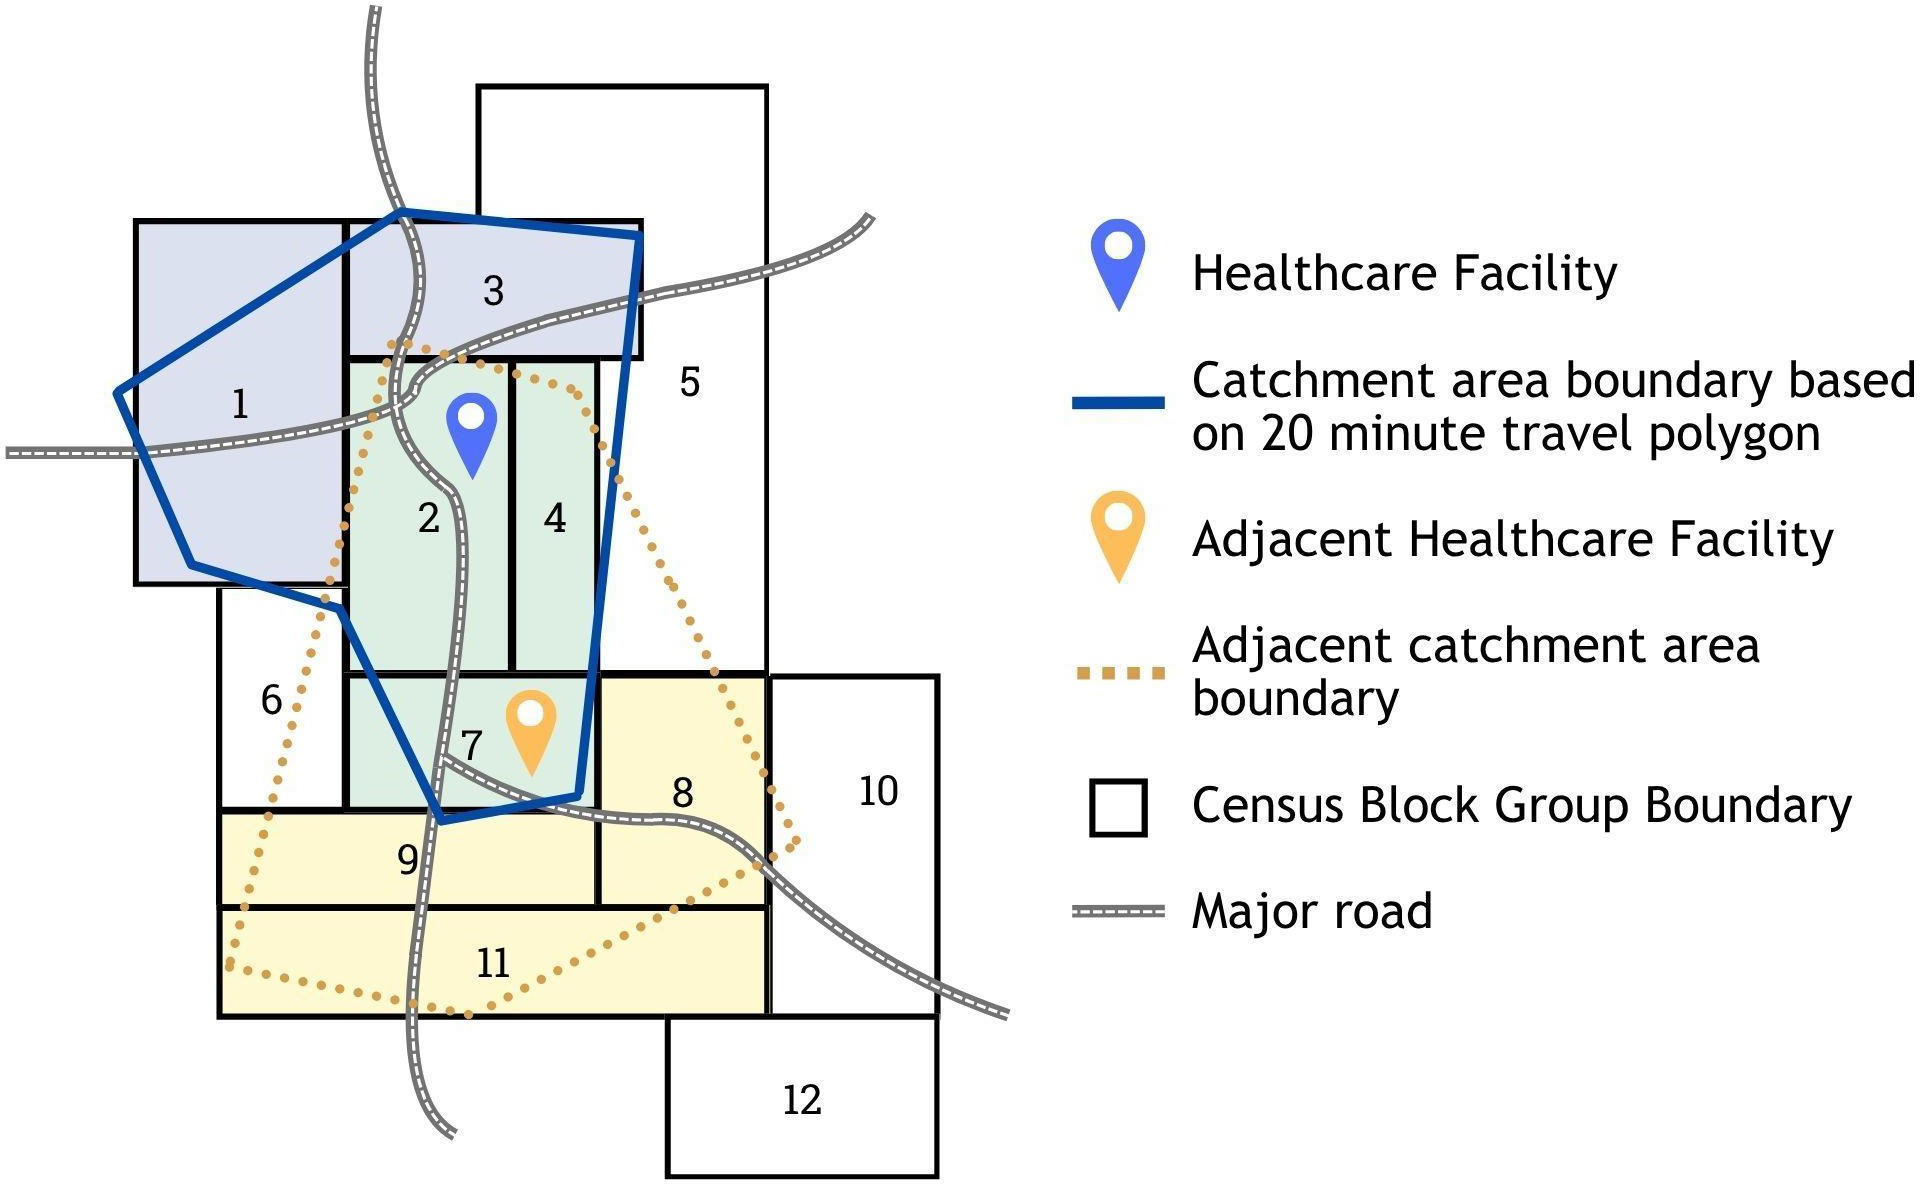 3
5
1
2
4
6
7
8
10
9
11
12
Healthcare Facility
Catchment area boundary based
on 20 minute travel polygon
Adjacent Healthcare Facility
Adjacent catchment area
boundary
Census Block Group Boundary
Major road